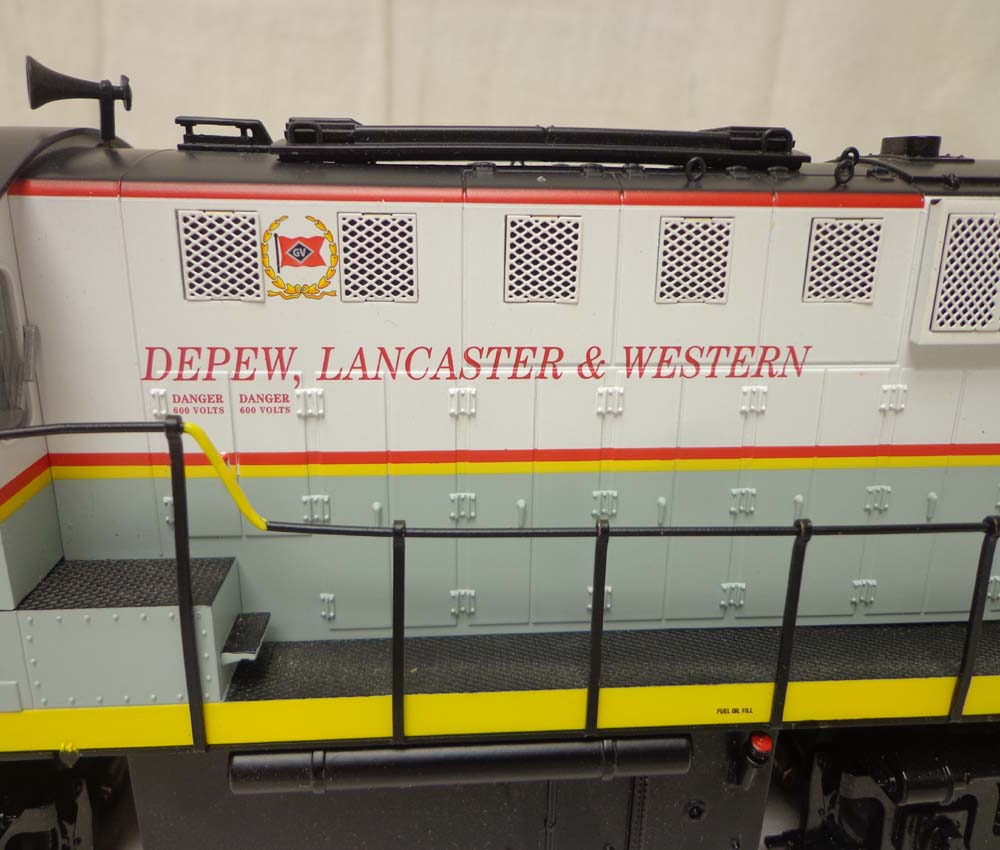 GV
DEPEW, LANCASTER & WESTERN
DANGER
600 VOLTS
DANGER
600 VOLTS
FUEL OIL FILL